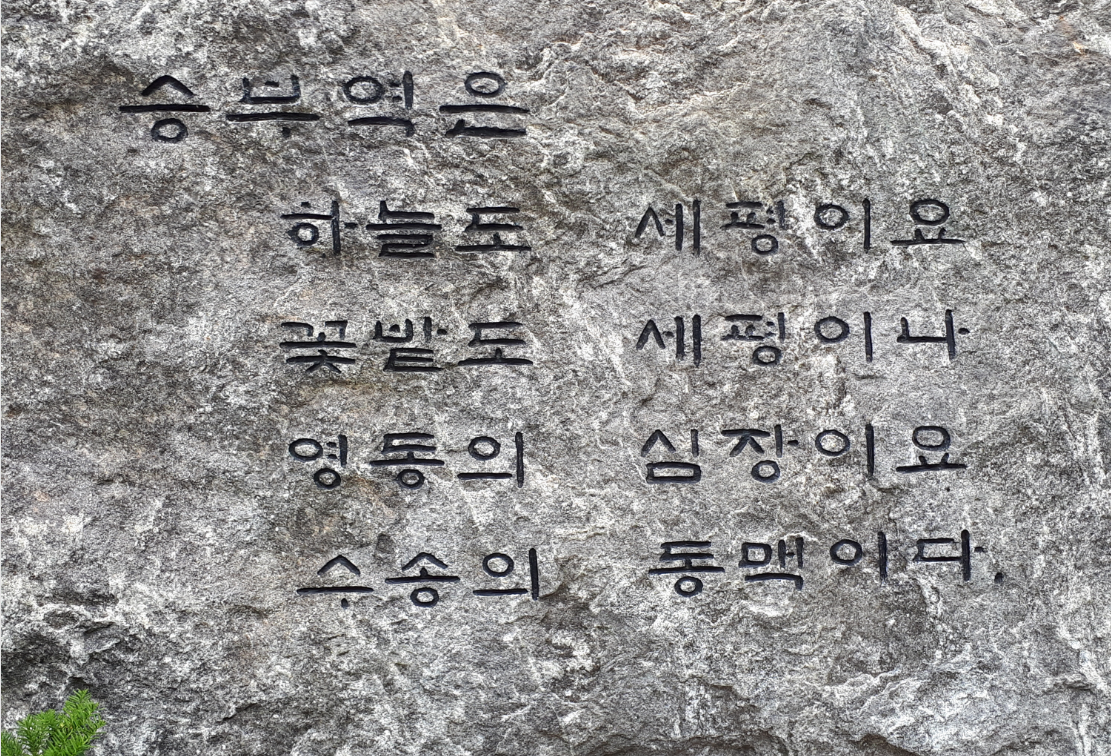 승부역은
하늘도 세평이요
꽃밭도 세평이나
영동의 심장이요
수송의 동맥이다.